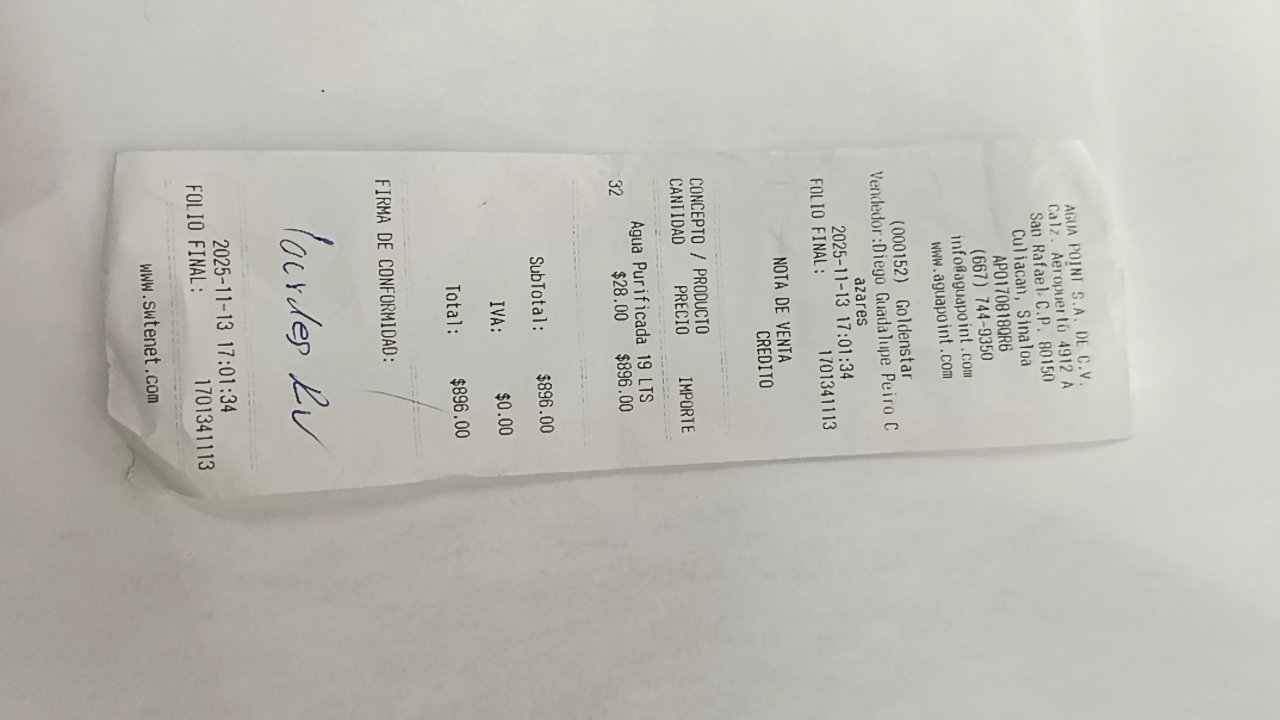 AGUA POINT S.A. DE C.V.
Calz. Aeropuerto 4912 A
San Rafael C.P. 80150
Culiacan, Sinaloa
APO170818QR6
(667) 744-9350
info@aguapoint.com
www.aguapoint.com
(000152) Goldenstar
Vendedor:Diego Guadalupe Peiro C
azares
2025-11-13 17:01:34
FOLIO FINAL: 1701341113
NOTA DE VENTA
CREDITO
CONCEPTO / PRODUCTO
CANTIDAD PRECIO IMPORTE
Agua Purificada 19 LTS
32 $28.00 $896.00
SubTotal: $896.00
IVA: $0.00
Total: $896.00
FIRMA DE CONFORMIDAD:
lourdes
2025-11-13 17:01:34
FOLIO FINAL: 1701341113
www.swtenet.com